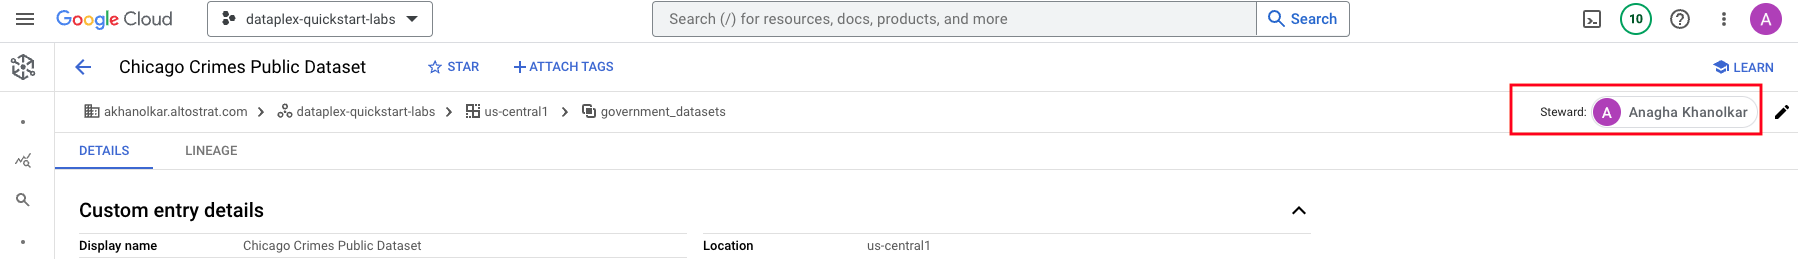 Google Cloud dataplex-quickstart-labs Search (/) for resources, docs, products, and more Search 10 A
Chicago Crimes Public Dataset STAR ATTACH TAGS LEARN
akhanolkar.altostrat.com dataplex-quickstart-labs us-central1 government_datasets Steward: A Anagha Khanolkar
DETAILS LINEAGE
Custom entry details
Display name Chicago Crimes Public Dataset Location us-central1